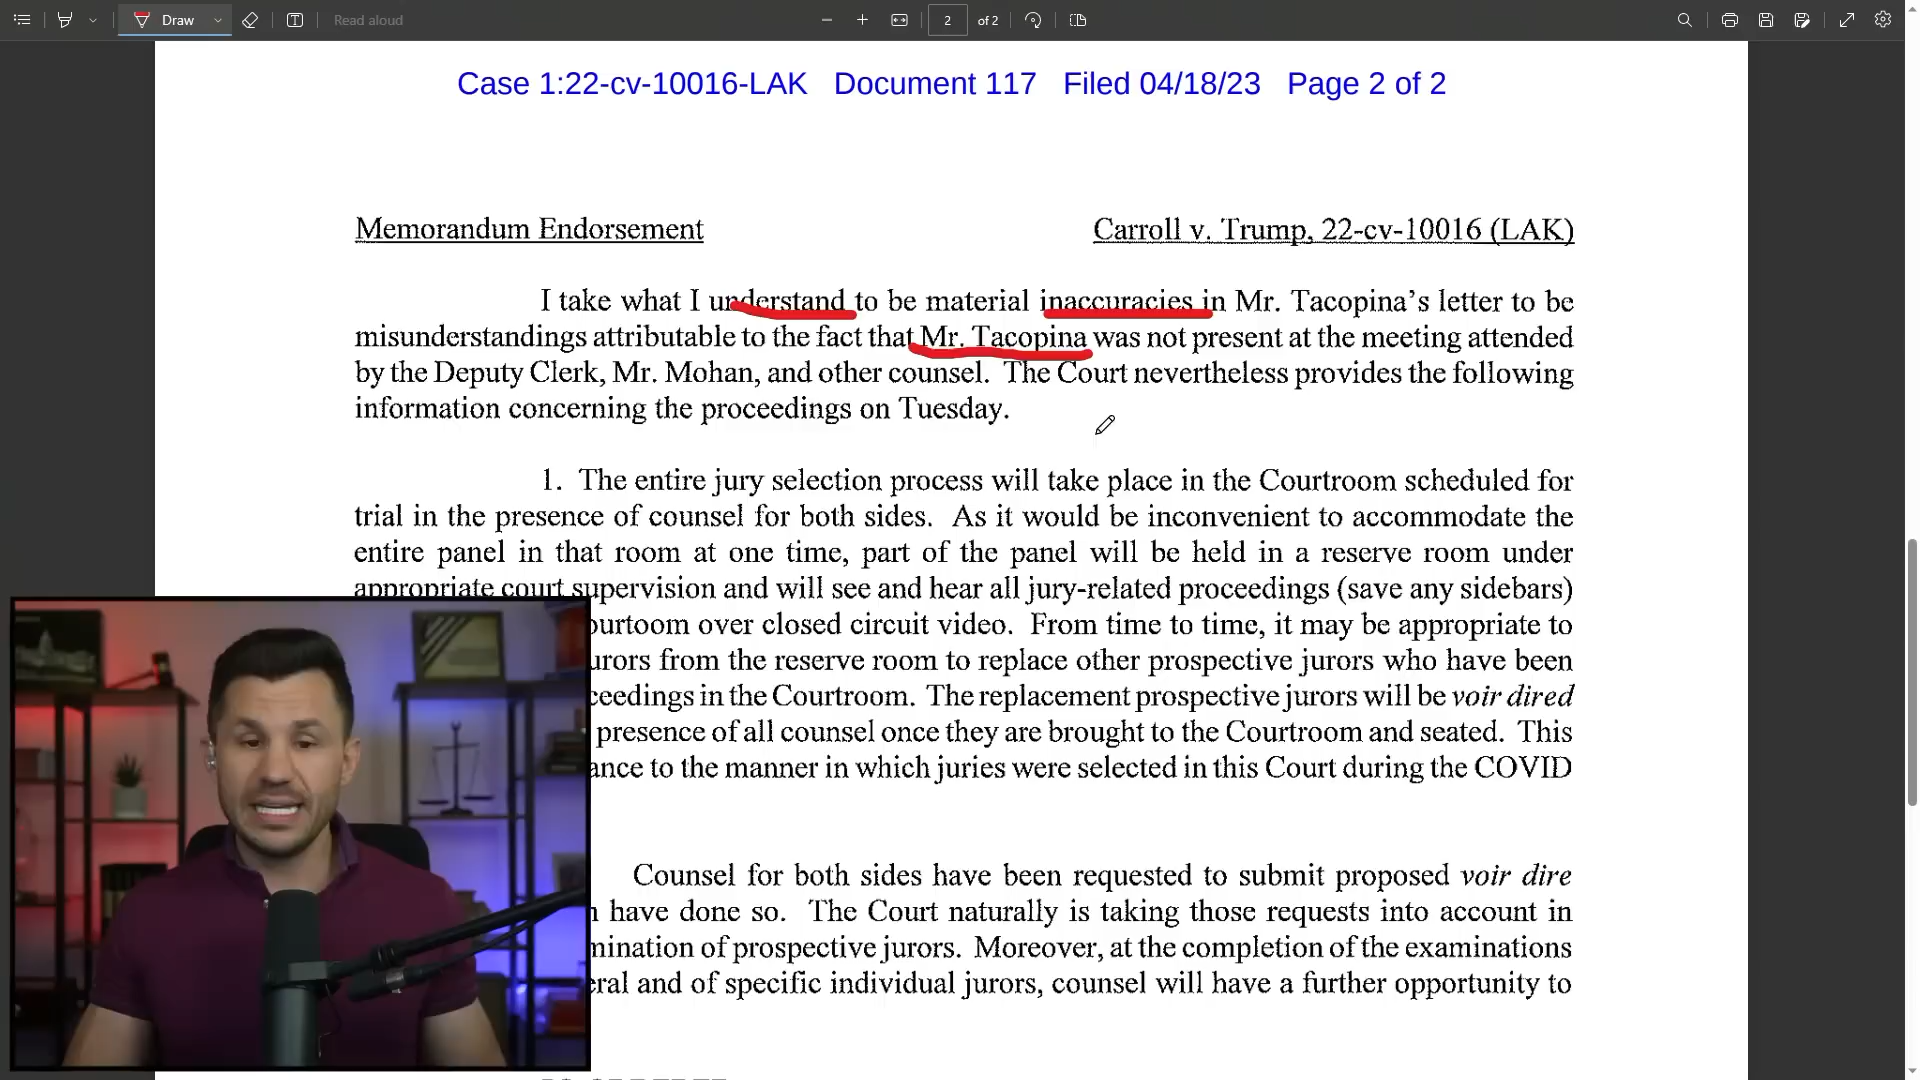 Draw
Read aloud
2
of 2
Case 1:22-cv-10016-LAK Document 117 Filed 04/18/23 Page 2 of 2
Memorandum Endorsement
Carroll v. Trump, 22-cv-10016 (LAK)
I take what I understand to be material inaccuracies in Mr. Tacopina’s letter to be
misunderstandings attributable to the fact that Mr. Tacopina was not present at the meeting attended
by the Deputy Clerk, Mr. Mohan, and other counsel. The Court nevertheless provides the following
information concerning the proceedings on Tuesday.
1. The entire jury selection process will take place in the Courtroom scheduled for
trial in the presence of counsel for both sides. As it would be inconvenient to accommodate the
entire panel in that room at one time, part of the panel will be held in a reserve room under
appropriate court supervision and will see and hear all jury-related proceedings (save any sidebars)
ourtoom over closed circuit video. From time to time, it may be appropriate to
urors from the reserve room to replace other prospective jurors who have been
ceedings in the Courtroom. The replacement prospective jurors will be voir dired
presence of all counsel once they are brought to the Courtroom and seated. This
ance to the manner in which juries were selected in this Court during the COVID
Counsel for both sides have been requested to submit proposed voir dire
have done so. The Court naturally is taking those requests into account in
mination of prospective jurors. Moreover, at the completion of the examinations
eral and of specific individual jurors, counsel will have a further opportunity to